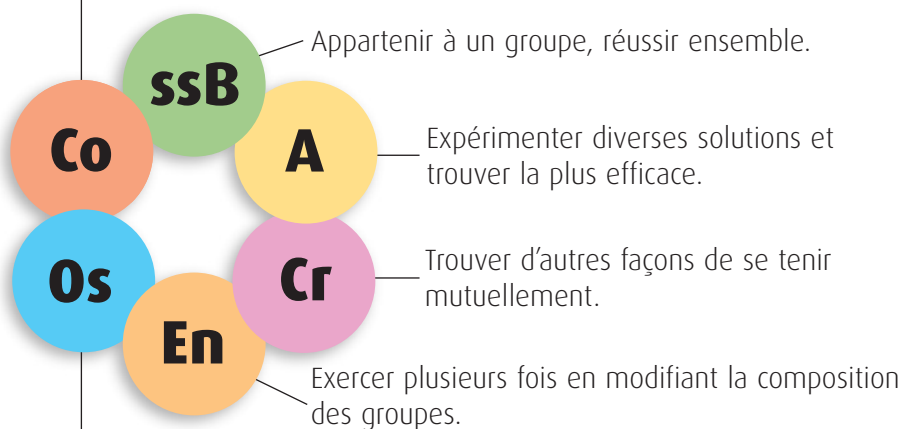 ssB
Appartenir à un groupe, réussir ensemble.
Co
A
Expérimenter diverses solutions et
trouver la plus efficace.
Os
Cr
Trouver d'autres façons de se tenir
mutuellement.
En
Exercer plusieurs fois en modifiant la composition
des groupes.